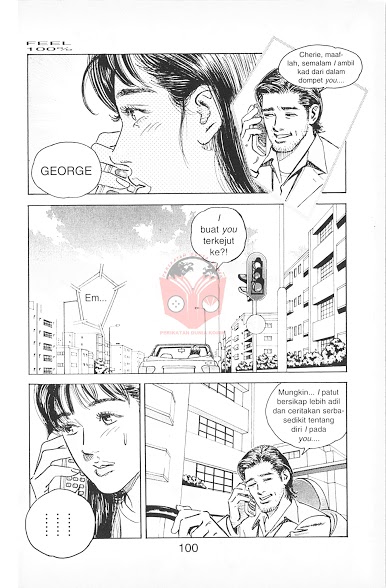 FEEL
100%
Cherie, maaf-
lah, semalam I ambil
kad dari dalam
dompet you....
GEORGE
I
buat you
terkejut
ke?!
Em...
Mungkin... I patut
bersikap lebih adil
dan ceritakan serba-
sedikit tentang
diri I pada
you....
100